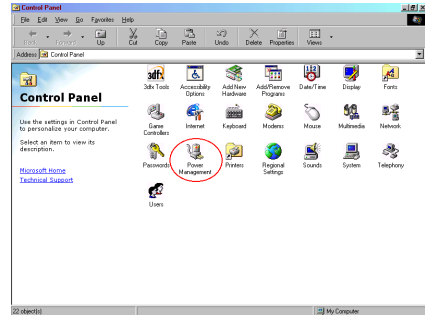 Control Panel
File Edit View Go Favorites Help
Back Forward Up Cut Copy Paste Undo Delete Properties Views
Address Control Panel
Control Panel
Use the settings in Control Panel
to personalize your computer.
Select an item to view its
description.
Microsoft Home
Technical Support
3dfx
3dfx Tools Accessibility Options Add New Hardware Add/Remove Programs Date/Time Display Fonts
Game Controllers Internet Keyboard Modems Mouse Multimedia Network
Passwords Power Management Printers Regional Settings Sounds System Telephony
Users
22 object(s) My Computer